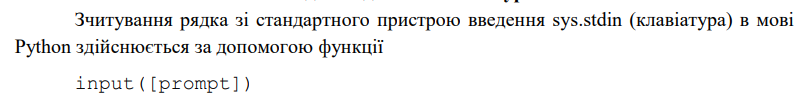 Зчитування рядка зі стандартного пристрою введення sys.stdin (клавіатура) в мові
Python здійснюється за допомогою функції
input([prompt])